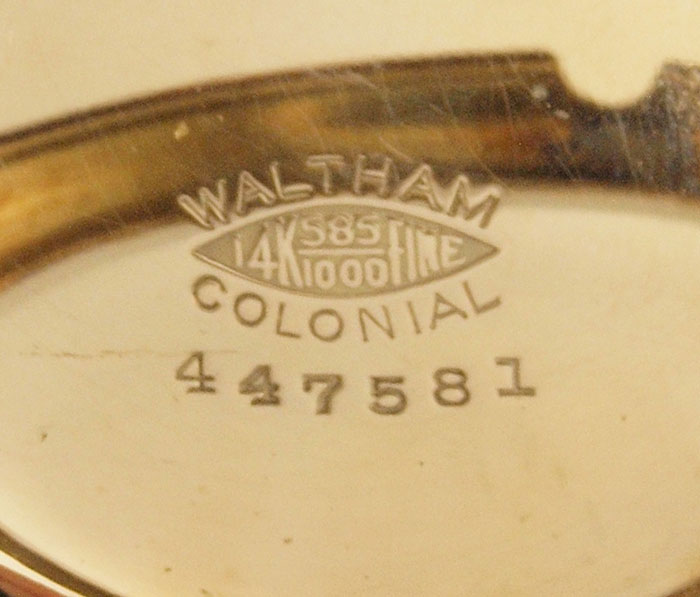 WALTHAM
14K 585/1000 FINE
COLONIAL
447581